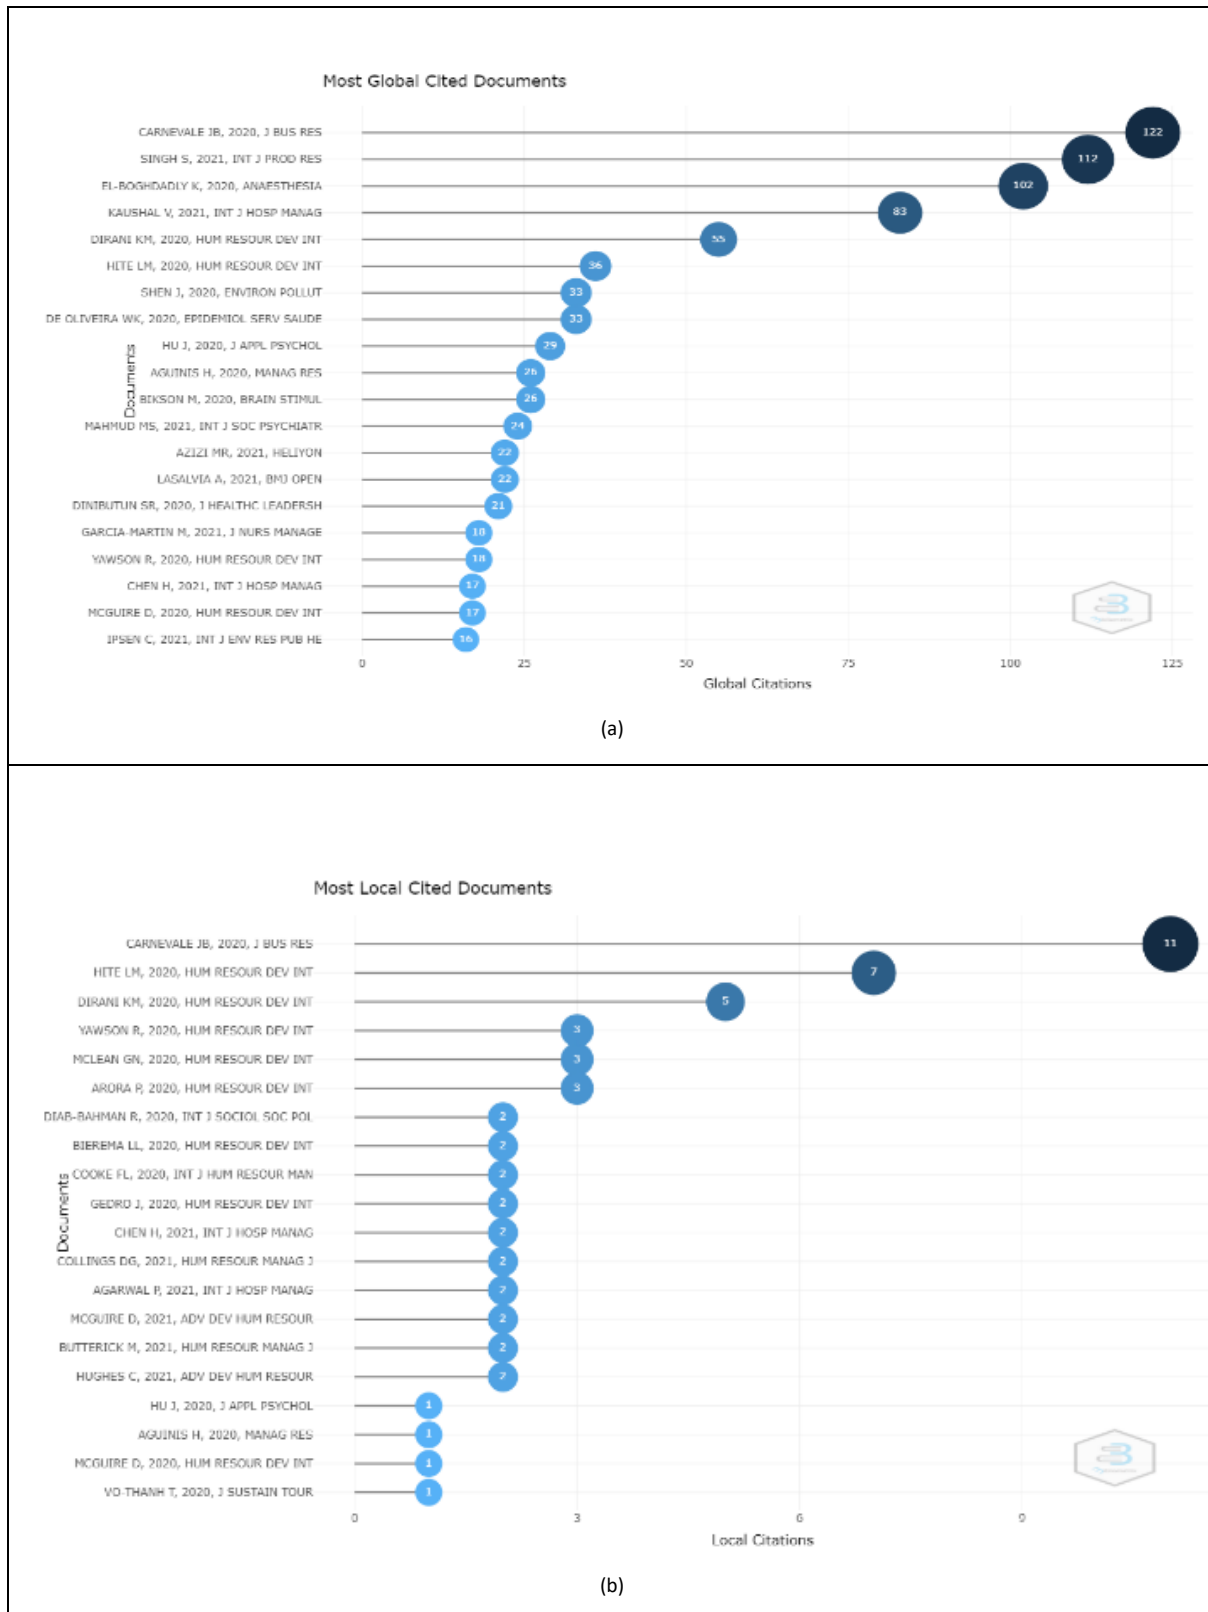 Most Global Cited Documents
CARNEVALE JB, 2020, J BUS RES
122
SINGH S, 2021, INT J PROD RES
112
EL-BOGHDADLY K, 2020, ANAESTHESIA
102
KAUSHAL V, 2021, INT J HOSP MANAG
83
DIRANI KM, 2020, HUM RESOUR DEV INT
55
HITE LM, 2020, HUM RESOUR DEV INT
36
SHEN J, 2020, ENVIRON POLLUT
33
DE OLIVEIRA WK, 2020, EPIDEMIOL SERV SAUDE
33
HU J, 2020, J APPL PSYCHOL
29
Documents
AGUINIS H, 2020, MANAG RES
26
BIKSON M, 2020, BRAIN STIMUL
26
MAHMUD MS, 2021, INT J SOC PSYCHIATR
24
AZIZI MR, 2021, HELIYON
22
LASALVIA A, 2021, BMJ OPEN
22
DINIBUTUN SR, 2020, J HEALTHC LEADERSH
21
GARCIA-MARTIN M, 2021, J NURS MANAGE
18
YAWSON R, 2020, HUM RESOUR DEV INT
18
CHEN H, 2021, INT J HOSP MANAG
17
MCGUIRE D, 2020, HUM RESOUR DEV INT
17
IPSEN C, 2021, INT J ENV RES PUB HE
16
0 25 50 75 100 125
Global Citations
(a)
Most Local Cited Documents
CARNEVALE JB, 2020, J BUS RES
11
HITE LM, 2020, HUM RESOUR DEV INT
7
DIRANI KM, 2020, HUM RESOUR DEV INT
5
YAWSON R, 2020, HUM RESOUR DEV INT
3
MCLEAN GN, 2020, HUM RESOUR DEV INT
3
ARORA P, 2020, HUM RESOUR DEV INT
3
DIAB-BAHMAN R, 2020, INT J SOCIOL SOC POL
2
BIEREMA LL, 2020, HUM RESOUR DEV INT
2
COOKE FL, 2020, INT J HUM RESOUR MAN
2
GEDRO J, 2020, HUM RESOUR DEV INT
2
Documents
CHEN H, 2021, INT J HOSP MANAG
2
COLLINGS DG, 2021, HUM RESOUR MANAG J
2
AGARWAL P, 2021, INT J HOSP MANAG
2
MCGUIRE D, 2021, ADV DEV HUM RESOUR
2
BUTTERICK M, 2021, HUM RESOUR MANAG J
2
HUGHES C, 2021, ADV DEV HUM RESOUR
2
HU J, 2020, J APPL PSYCHOL
1
AGUINIS H, 2020, MANAG RES
1
MCGUIRE D, 2020, HUM RESOUR DEV INT
1
VO-THANH T, 2020, J SUSTAIN TOUR
1
0 3 6 9
Local Citations
(b)